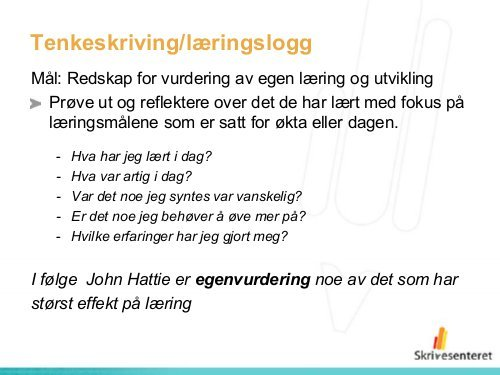 Tenkeskriving/læringslogg
Mål: Redskap for vurdering av egen læring og utvikling
Prøve ut og reflektere over det de har lært med fokus på
læringsmålene som er satt for økta eller dagen.
- Hva har jeg lært i dag?
- Hva var artig i dag?
- Var det noe jeg syntes var vanskelig?
- Er det noe jeg behøver å øve mer på?
- Hvilke erfaringer har jeg gjort meg?
I følge John Hattie er egenvurdering noe av det som har
størst effekt på læring
Skrivesenteret